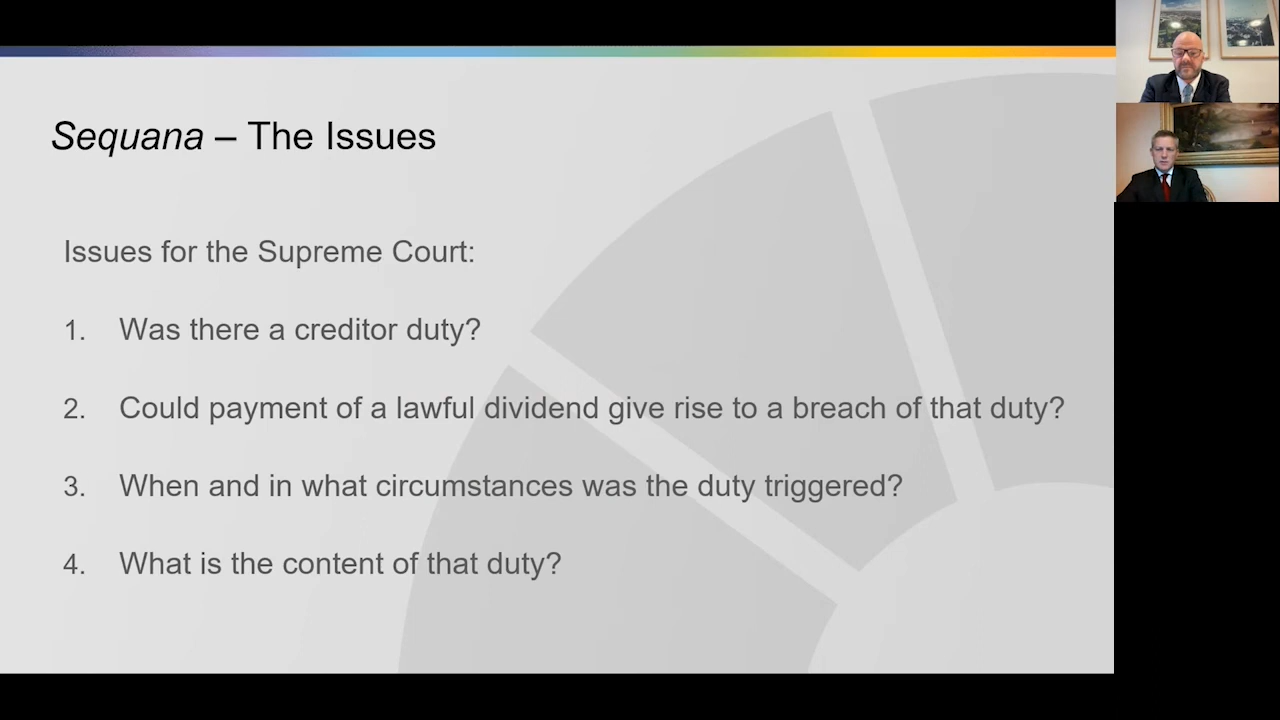 Sequana – The Issues
Issues for the Supreme Court:
1. Was there a creditor duty?
2. Could payment of a lawful dividend give rise to a breach of that duty?
3. When and in what circumstances was the duty triggered?
4. What is the content of that duty?